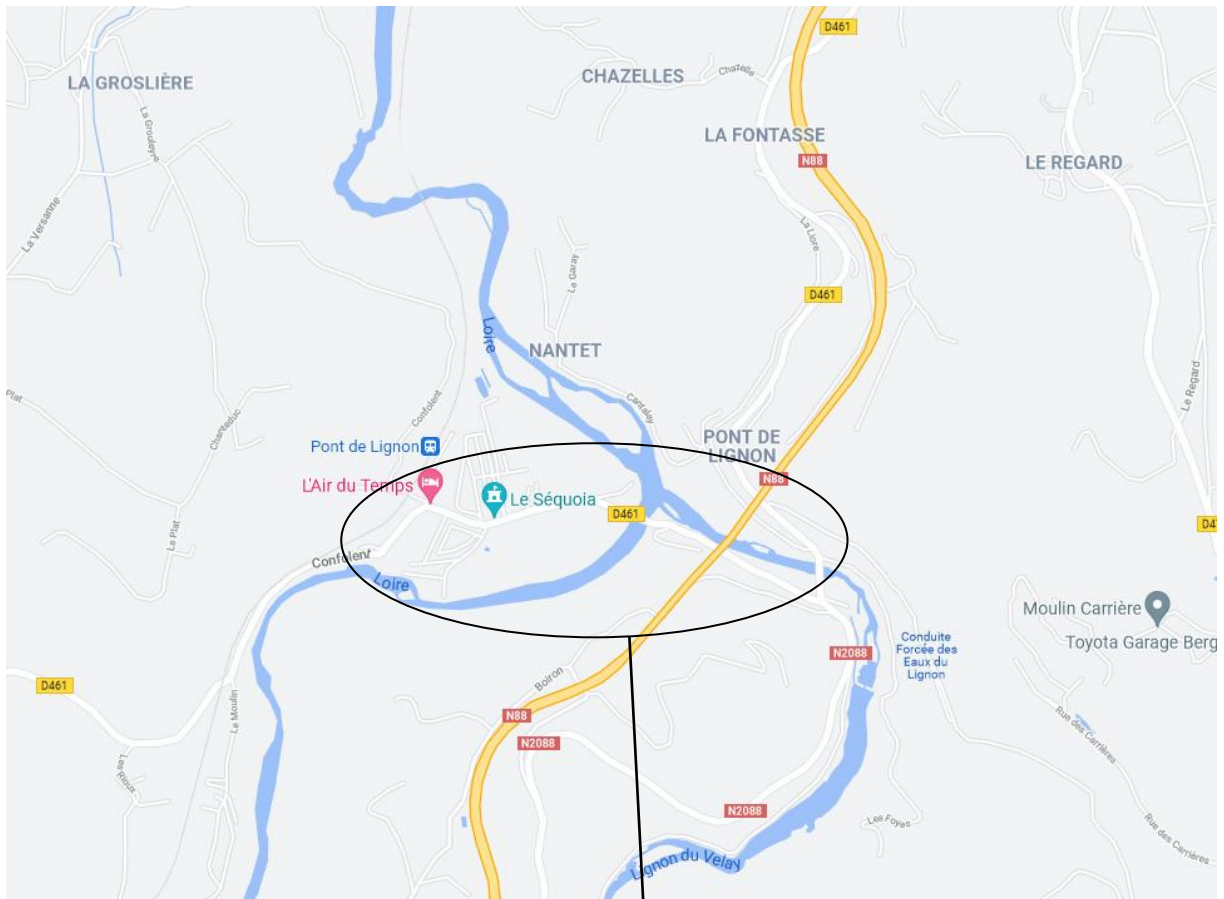 D461
LA GROSLIÈRE
CHAZELLES
Chazelle
La Grouleyre
LA FONTASSE
N88
LE REGARD
La Versanne
La Liore
Le Garay
D461
Loire
NANTET
Le Regard
Plat
Chanteduc
Confolent
Cantalay
Pont de Lignon
PONT DE
LIGNON
L'Air du Temps
N88
Le Séquoia
D461
Le Plat
Confolent
Loire
Moulin Carrière
Toyota Garage Berg
Conduite
Forcée des
Eaux du
Lignon
N2088
Boiron
D461
Le Moulin
N88
N2088
Rue des Carrières
Les Rioux
N2088
Les Foyes
Rue des Carrières
Lignon du Velay